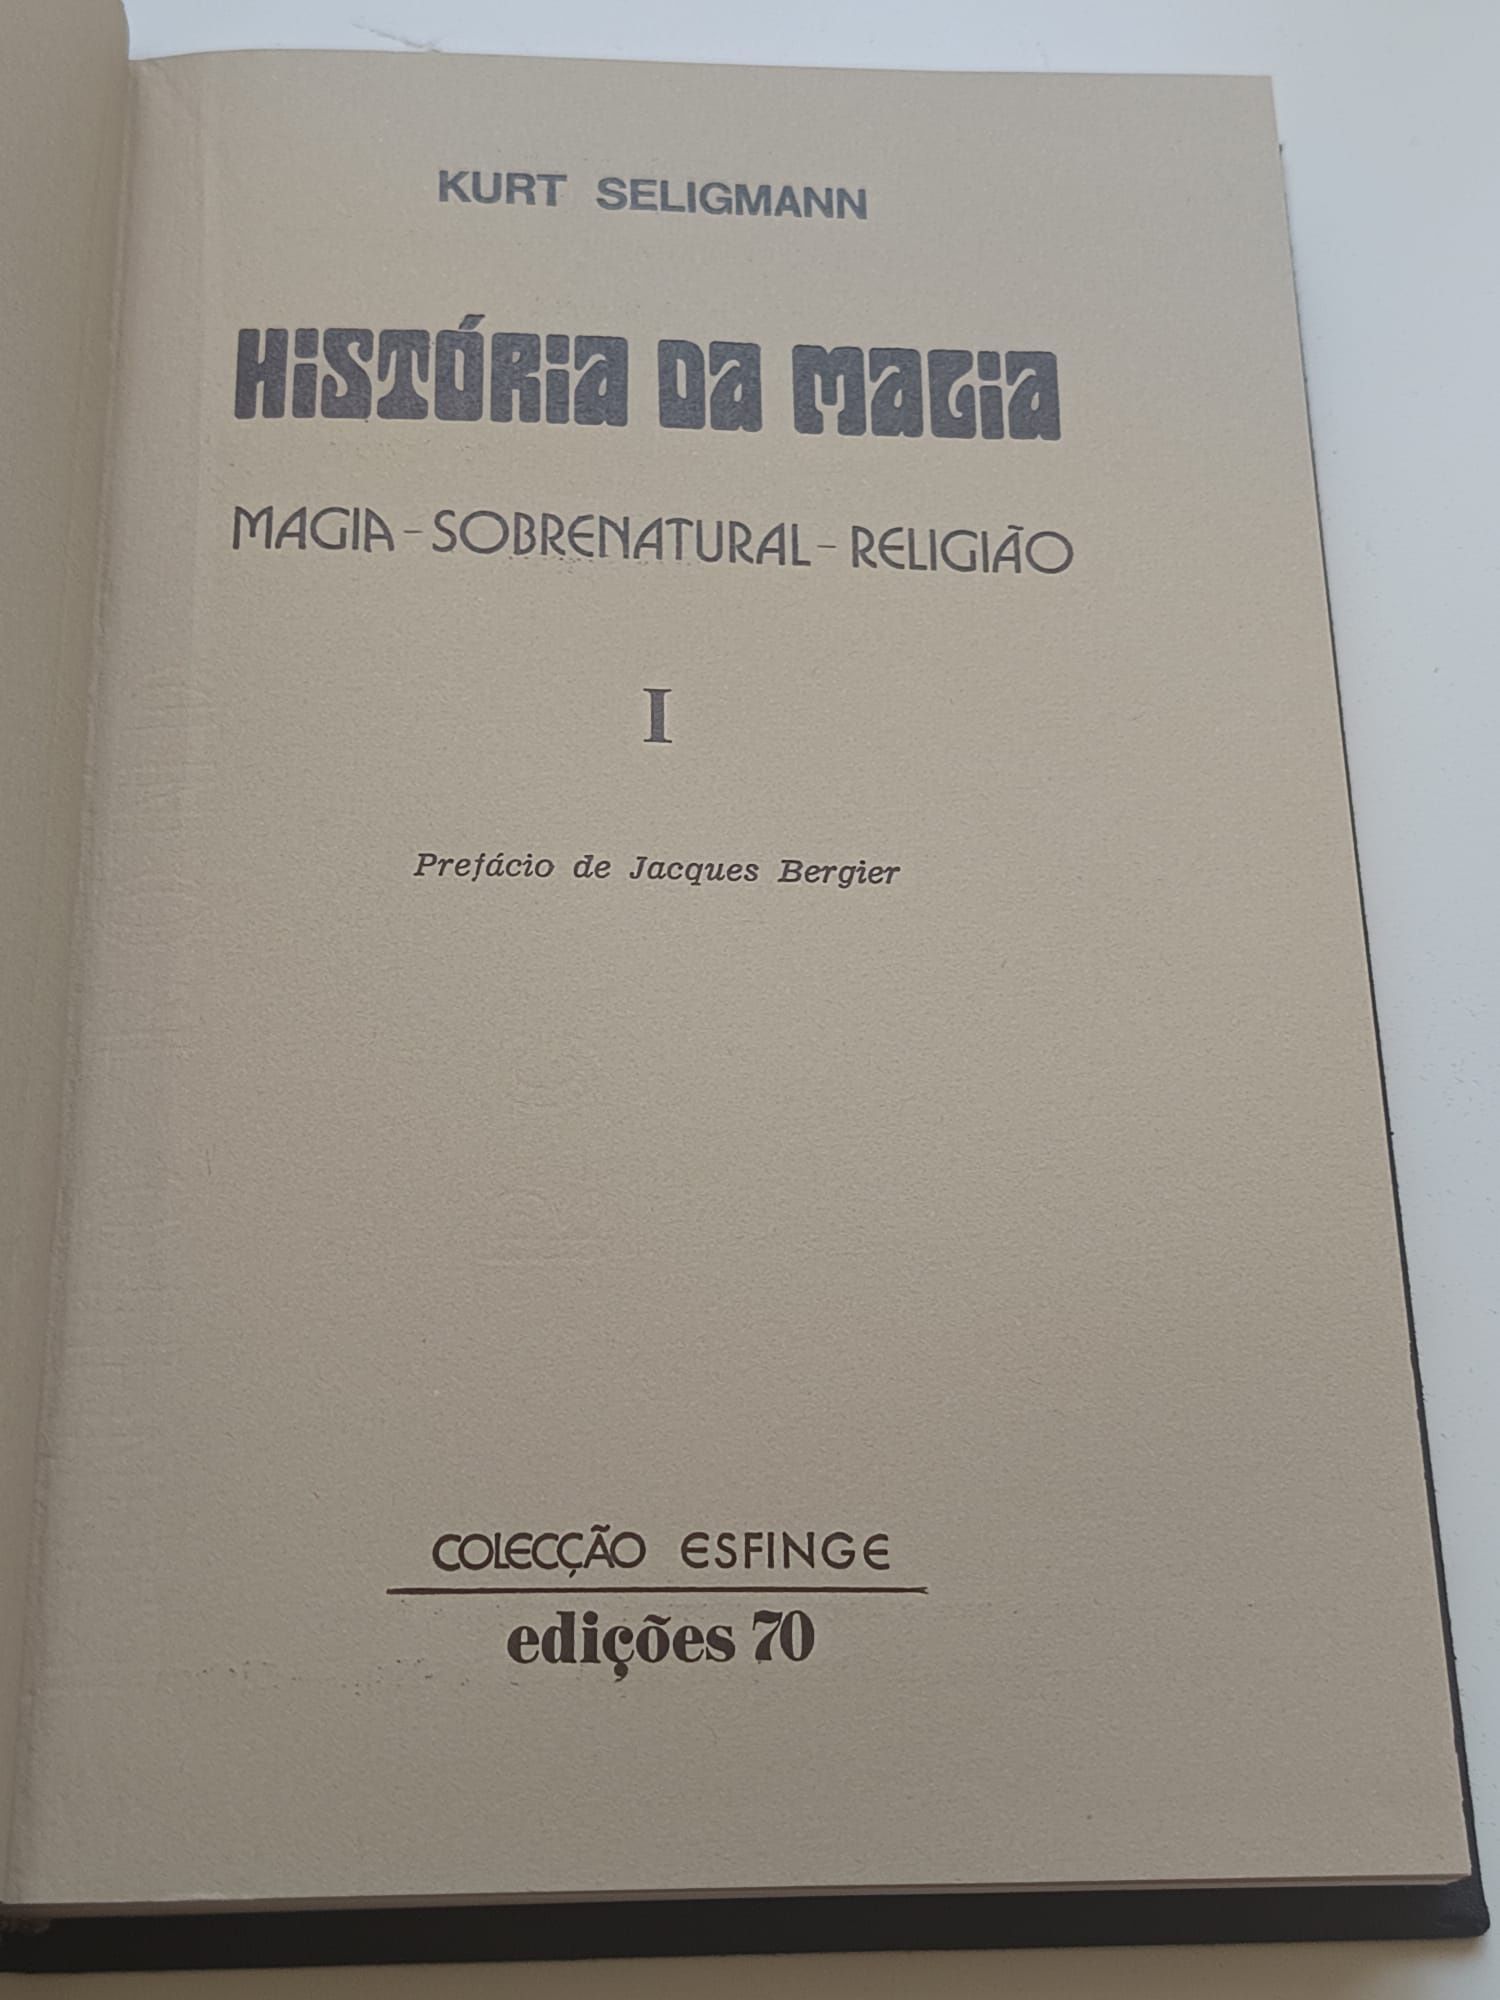 KURT SELIGMANN
HISTÓRIA DA MAGIA
MAGIA - SOBRENATURAL - RELIGIÃO
I
Prefácio de Jacques Bergier
COLECÇÃO ESFINGE
edições 70